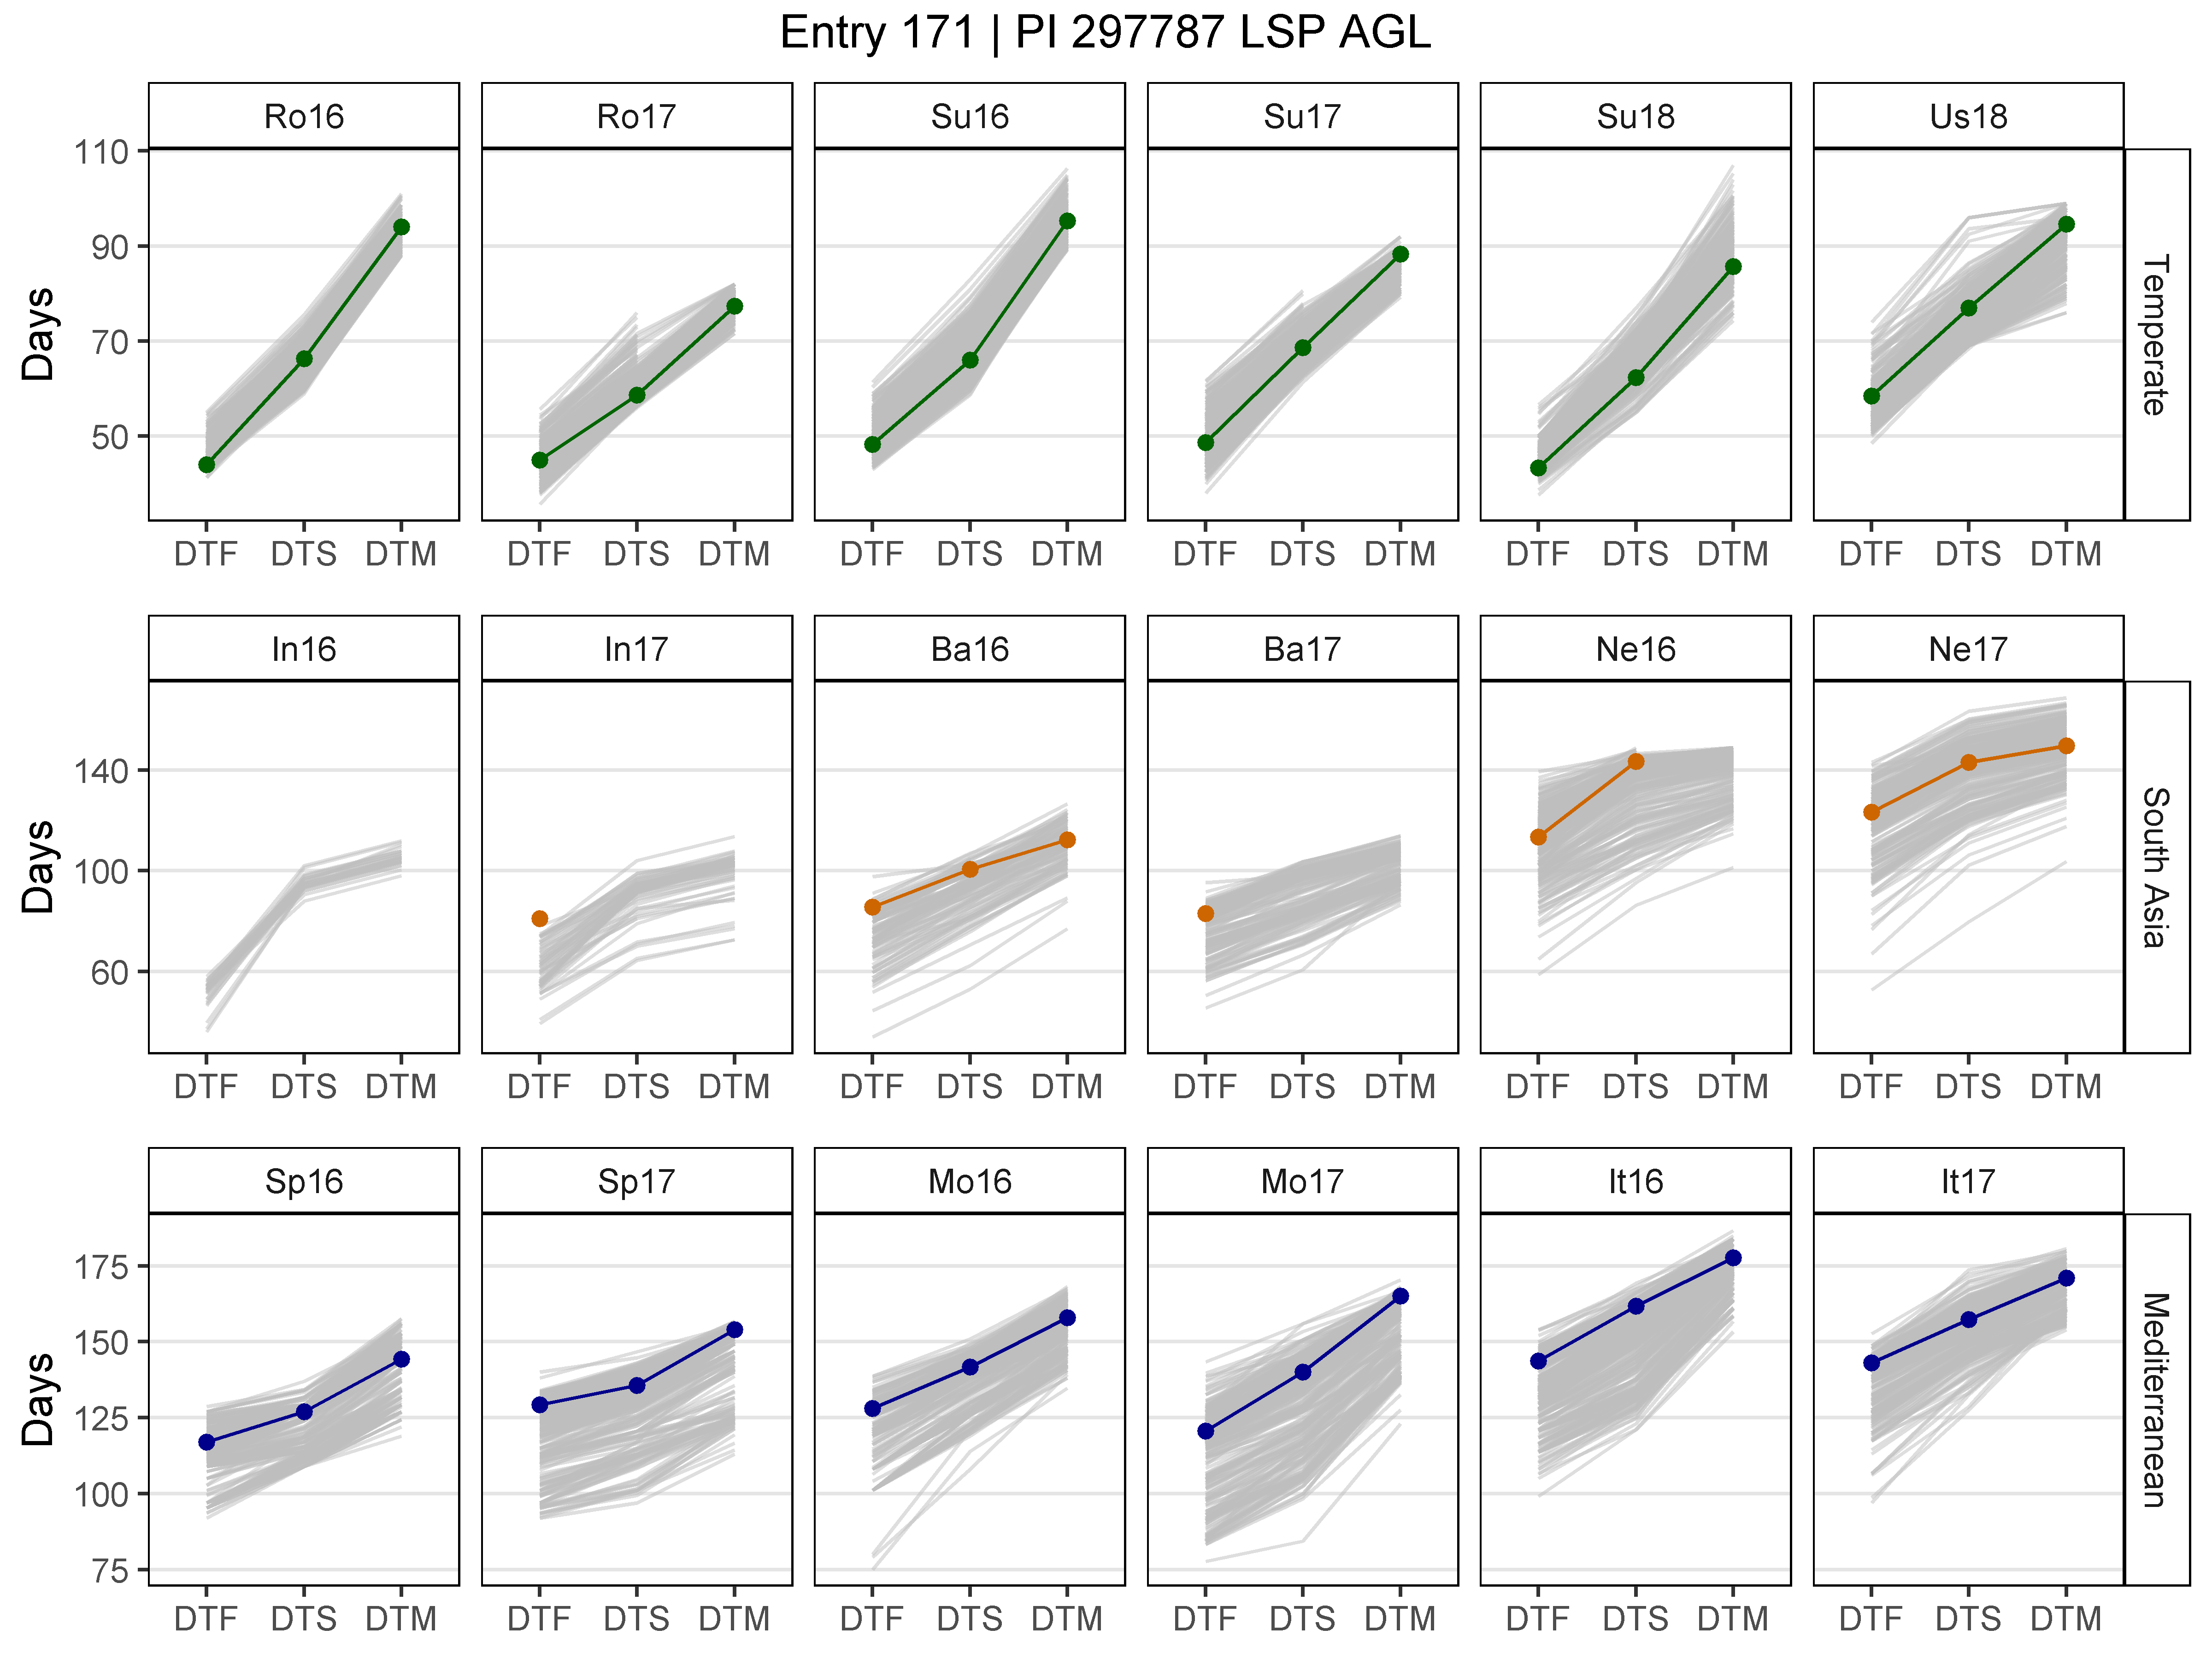 Entry 171 | PI 297787 LSP AGL
Ro16 Ro17 Su16 Su17 Su18 Us18
110
90
70
50
Days
Temperate
DTF DTS DTM DTF DTS DTM DTF DTS DTM DTF DTS DTM DTF DTS DTM DTF DTS DTM
In16 In17 Ba16 Ba17 Ne16 Ne17
140
100
60
Days
South Asia
DTF DTS DTM DTF DTS DTM DTF DTS DTM DTF DTS DTM DTF DTS DTM DTF DTS DTM
Sp16 Sp17 Mo16 Mo17 It16 It17
175
150
125
100
75
Days
Mediterranean
DTF DTS DTM DTF DTS DTM DTF DTS DTM DTF DTS DTM DTF DTS DTM DTF DTS DTM